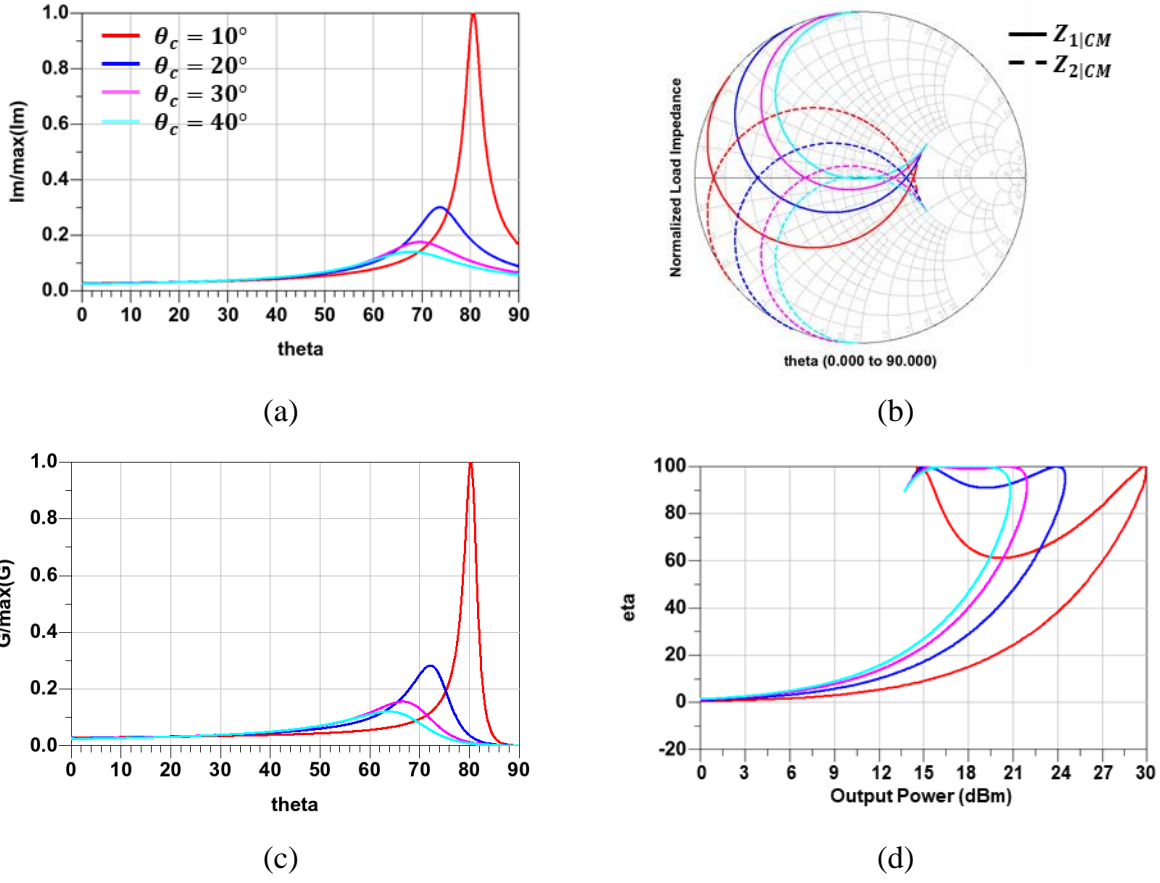 Im/max(Im)
1.0
0.8
0.6
0.4
0.2
0.0
θc = 10°
θc = 20°
θc = 30°
θc = 40°
0 10 20 30 40 50 60 70 80 90
theta
(a)
Normalized Load Impedance
Z1|CM
Z2|CM
theta (0.000 to 90.000)
(b)
G/max(G)
1.0
0.8
0.6
0.4
0.2
0.0
0 10 20 30 40 50 60 70 80 90
theta
(c)
eta
100
80
60
40
20
0
-20
0 3 6 9 12 15 18 21 24 27 30
Output Power (dBm)
(d)